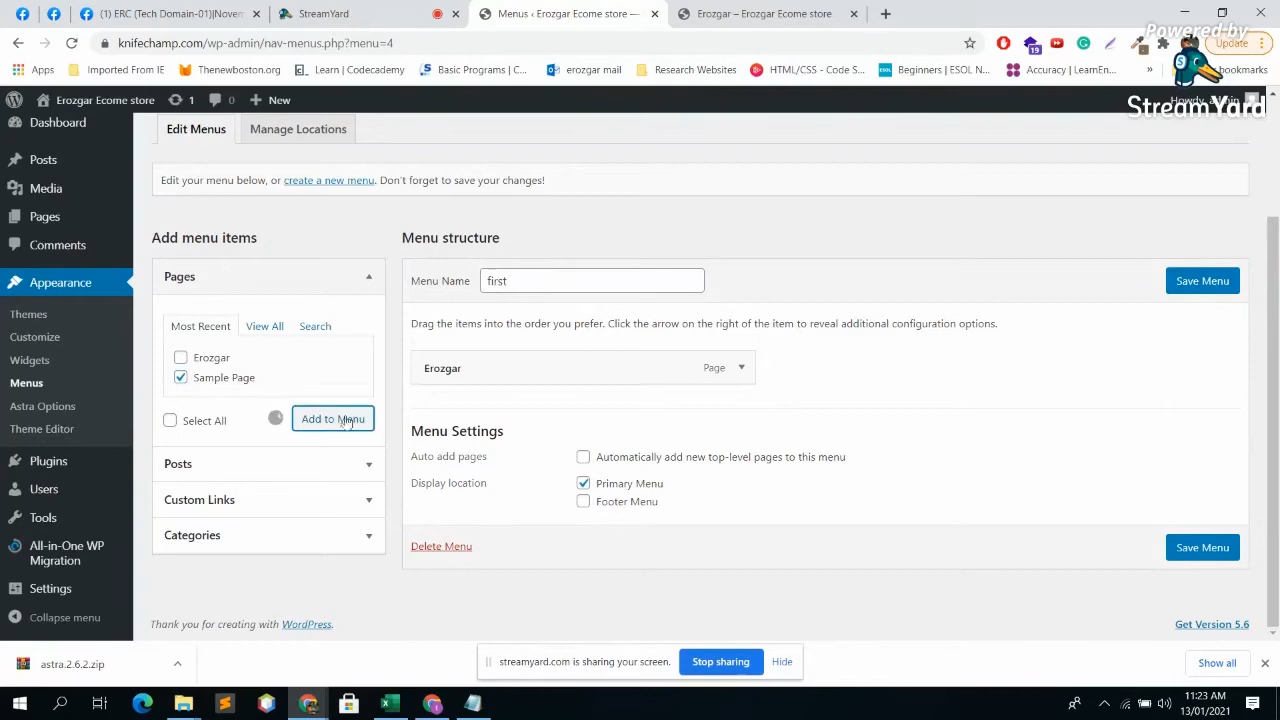 (1) ERC (Tech Domain-01)|Novem
StreamYard
Menus ‹ Erozgar Ecome store —
Erozgar – Erozgar Ecome store
Powered by
knifechamp.com/wp-admin/nav-menus.php?menu=4
19
Update
Apps
Imported From IE
Thenewboston.org
Learn | Codecademy
Basic Programs | C...
erozgar mail
Research Websites
HTML/CSS - Code S...
Beginners | ESOL N...
Accuracy | LearnEn...
»
bookmarks
Erozgar Ecome store
1
0
New
Howdy, admin
StreamYard
Dashboard
Posts
Media
Pages
Comments
Appearance
Themes
Customize
Widgets
Menus
Astra Options
Theme Editor
Plugins
Users
Tools
All-in-One WP
Migration
Settings
Collapse menu
Edit Menus
Manage Locations
Edit your menu below, or create a new menu. Don't forget to save your changes!
Add menu items
Pages
Most Recent
View All
Search
Erozgar
Sample Page
Select All
Add to Menu
Posts
Custom Links
Categories
Menu structure
Menu Name
first
Save Menu
Drag the items into the order you prefer. Click the arrow on the right of the item to reveal additional configuration options.
Erozgar
Page
Menu Settings
Auto add pages
Automatically add new top-level pages to this menu
Display location
Primary Menu
Footer Menu
Delete Menu
Save Menu
Thank you for creating with WordPress.
Get Version 5.6
astra.2.6.2.zip
streamyard.com is sharing your screen.
Stop sharing
Hide
Show all
11:23 AM
13/01/2021